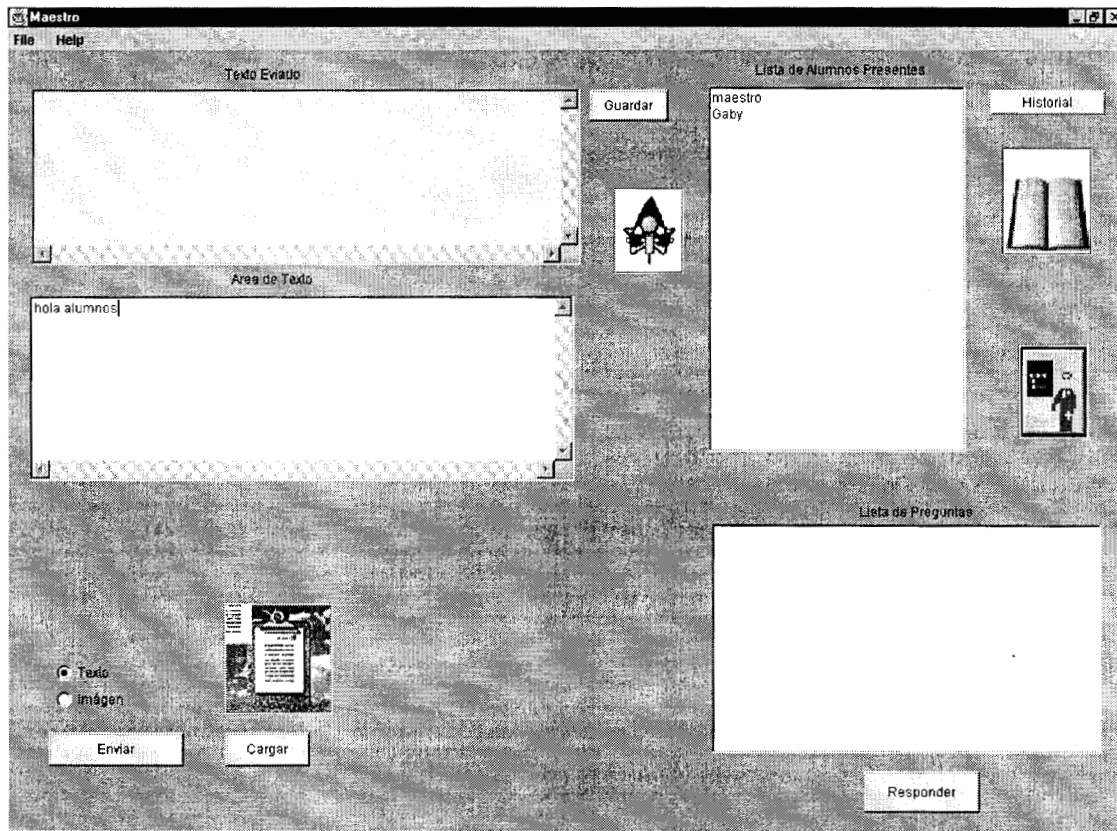 Maestro
File Help
Texto Eviado
Guardar
Area de Texto
hola alumnos
Texto
Imágen
Enviar
Cargar
Lista de Alumnos Presentes
maestro
Gaby
Historial
Lista de Preguntas
Responder